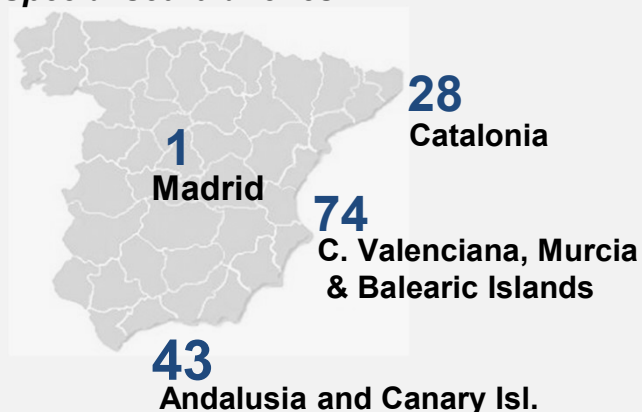 28
Catalonia
1
Madrid
74
C. Valenciana, Murcia
& Balearic Islands
43
Andalusia and Canary Isl.